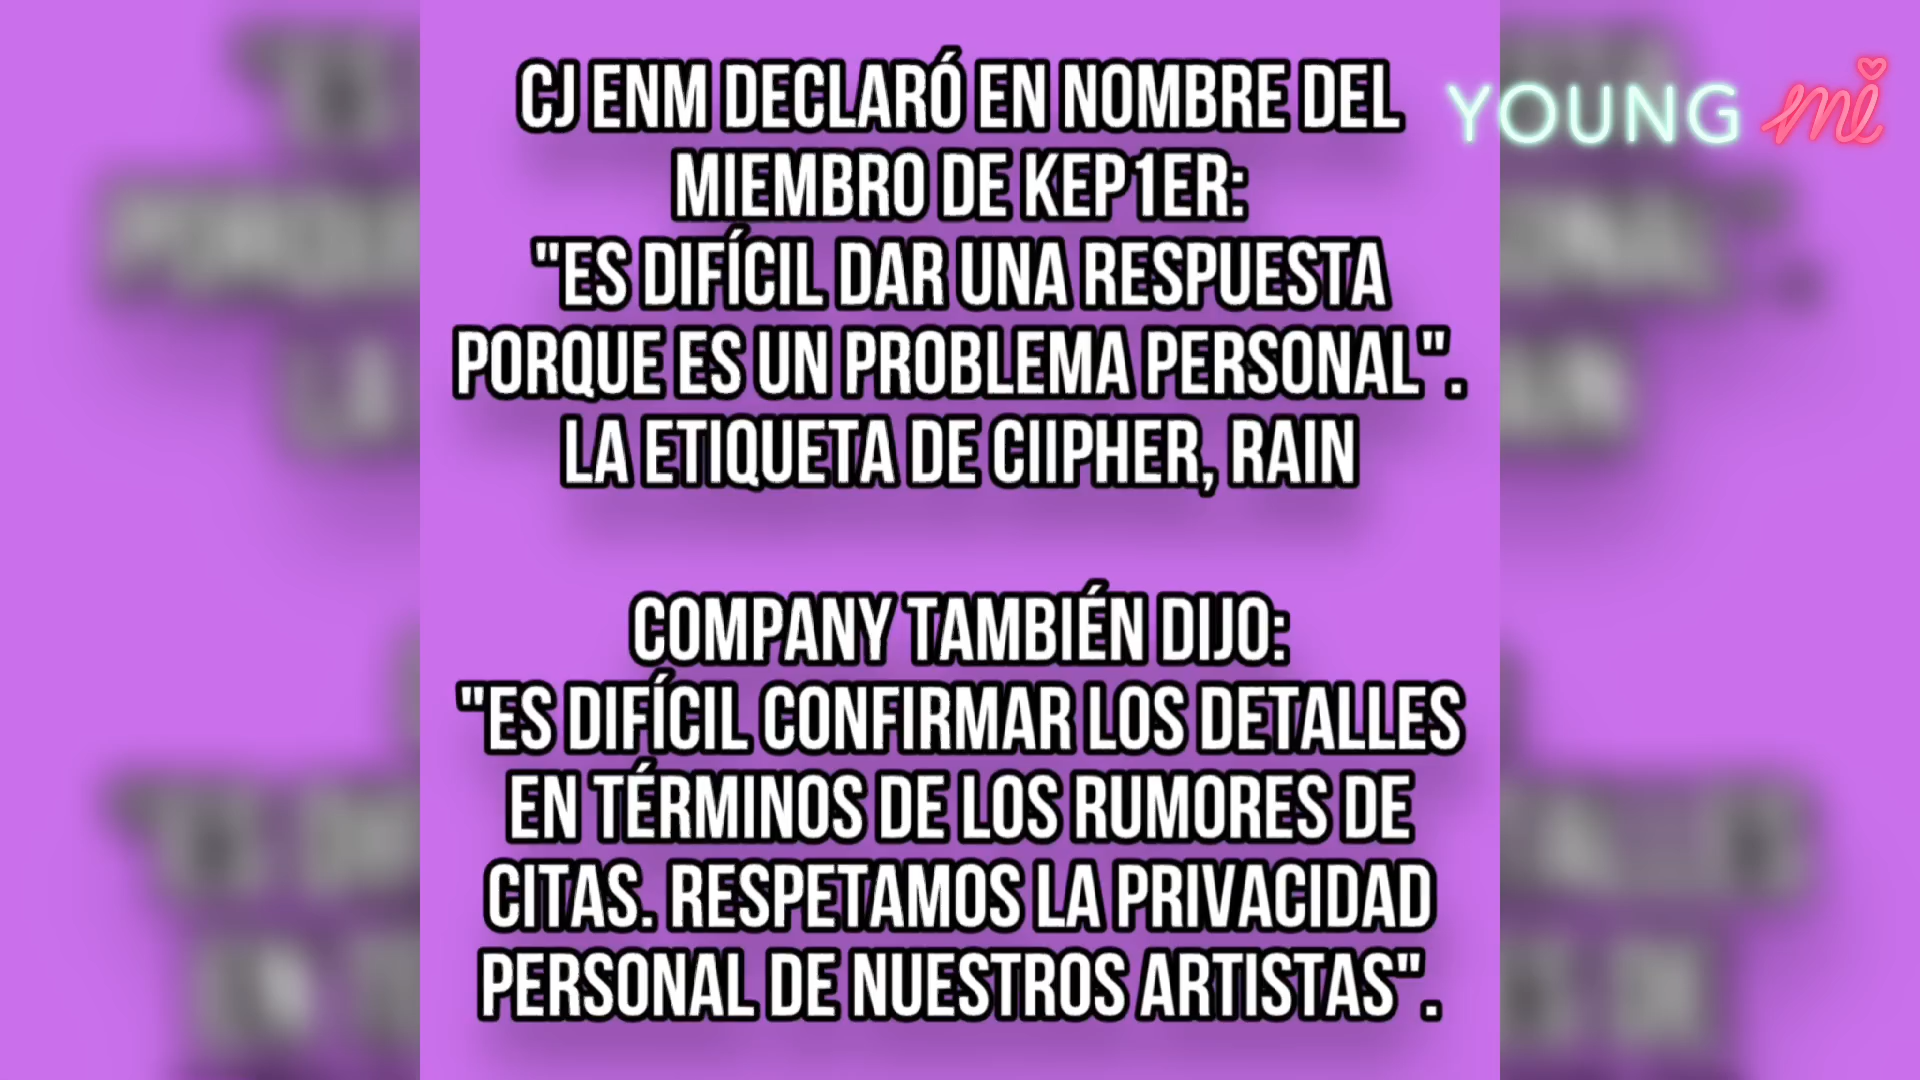 CJ ENM DECLARÓ EN NOMBRE DEL
MIEMBRO DE KEP1ER:
"ES DIFÍCIL DAR UNA RESPUESTA
PORQUE ES UN PROBLEMA PERSONAL".
LA ETIQUETA DE CIIPHER, RAIN
COMPANY TAMBIÉN DIJO:
"ES DIFÍCIL CONFIRMAR LOS DETALLES
EN TÉRMINOS DE LOS RUMORES DE
CITAS. RESPETAMOS LA PRIVACIDAD
PERSONAL DE NUESTROS ARTISTAS".
YOUNG mi